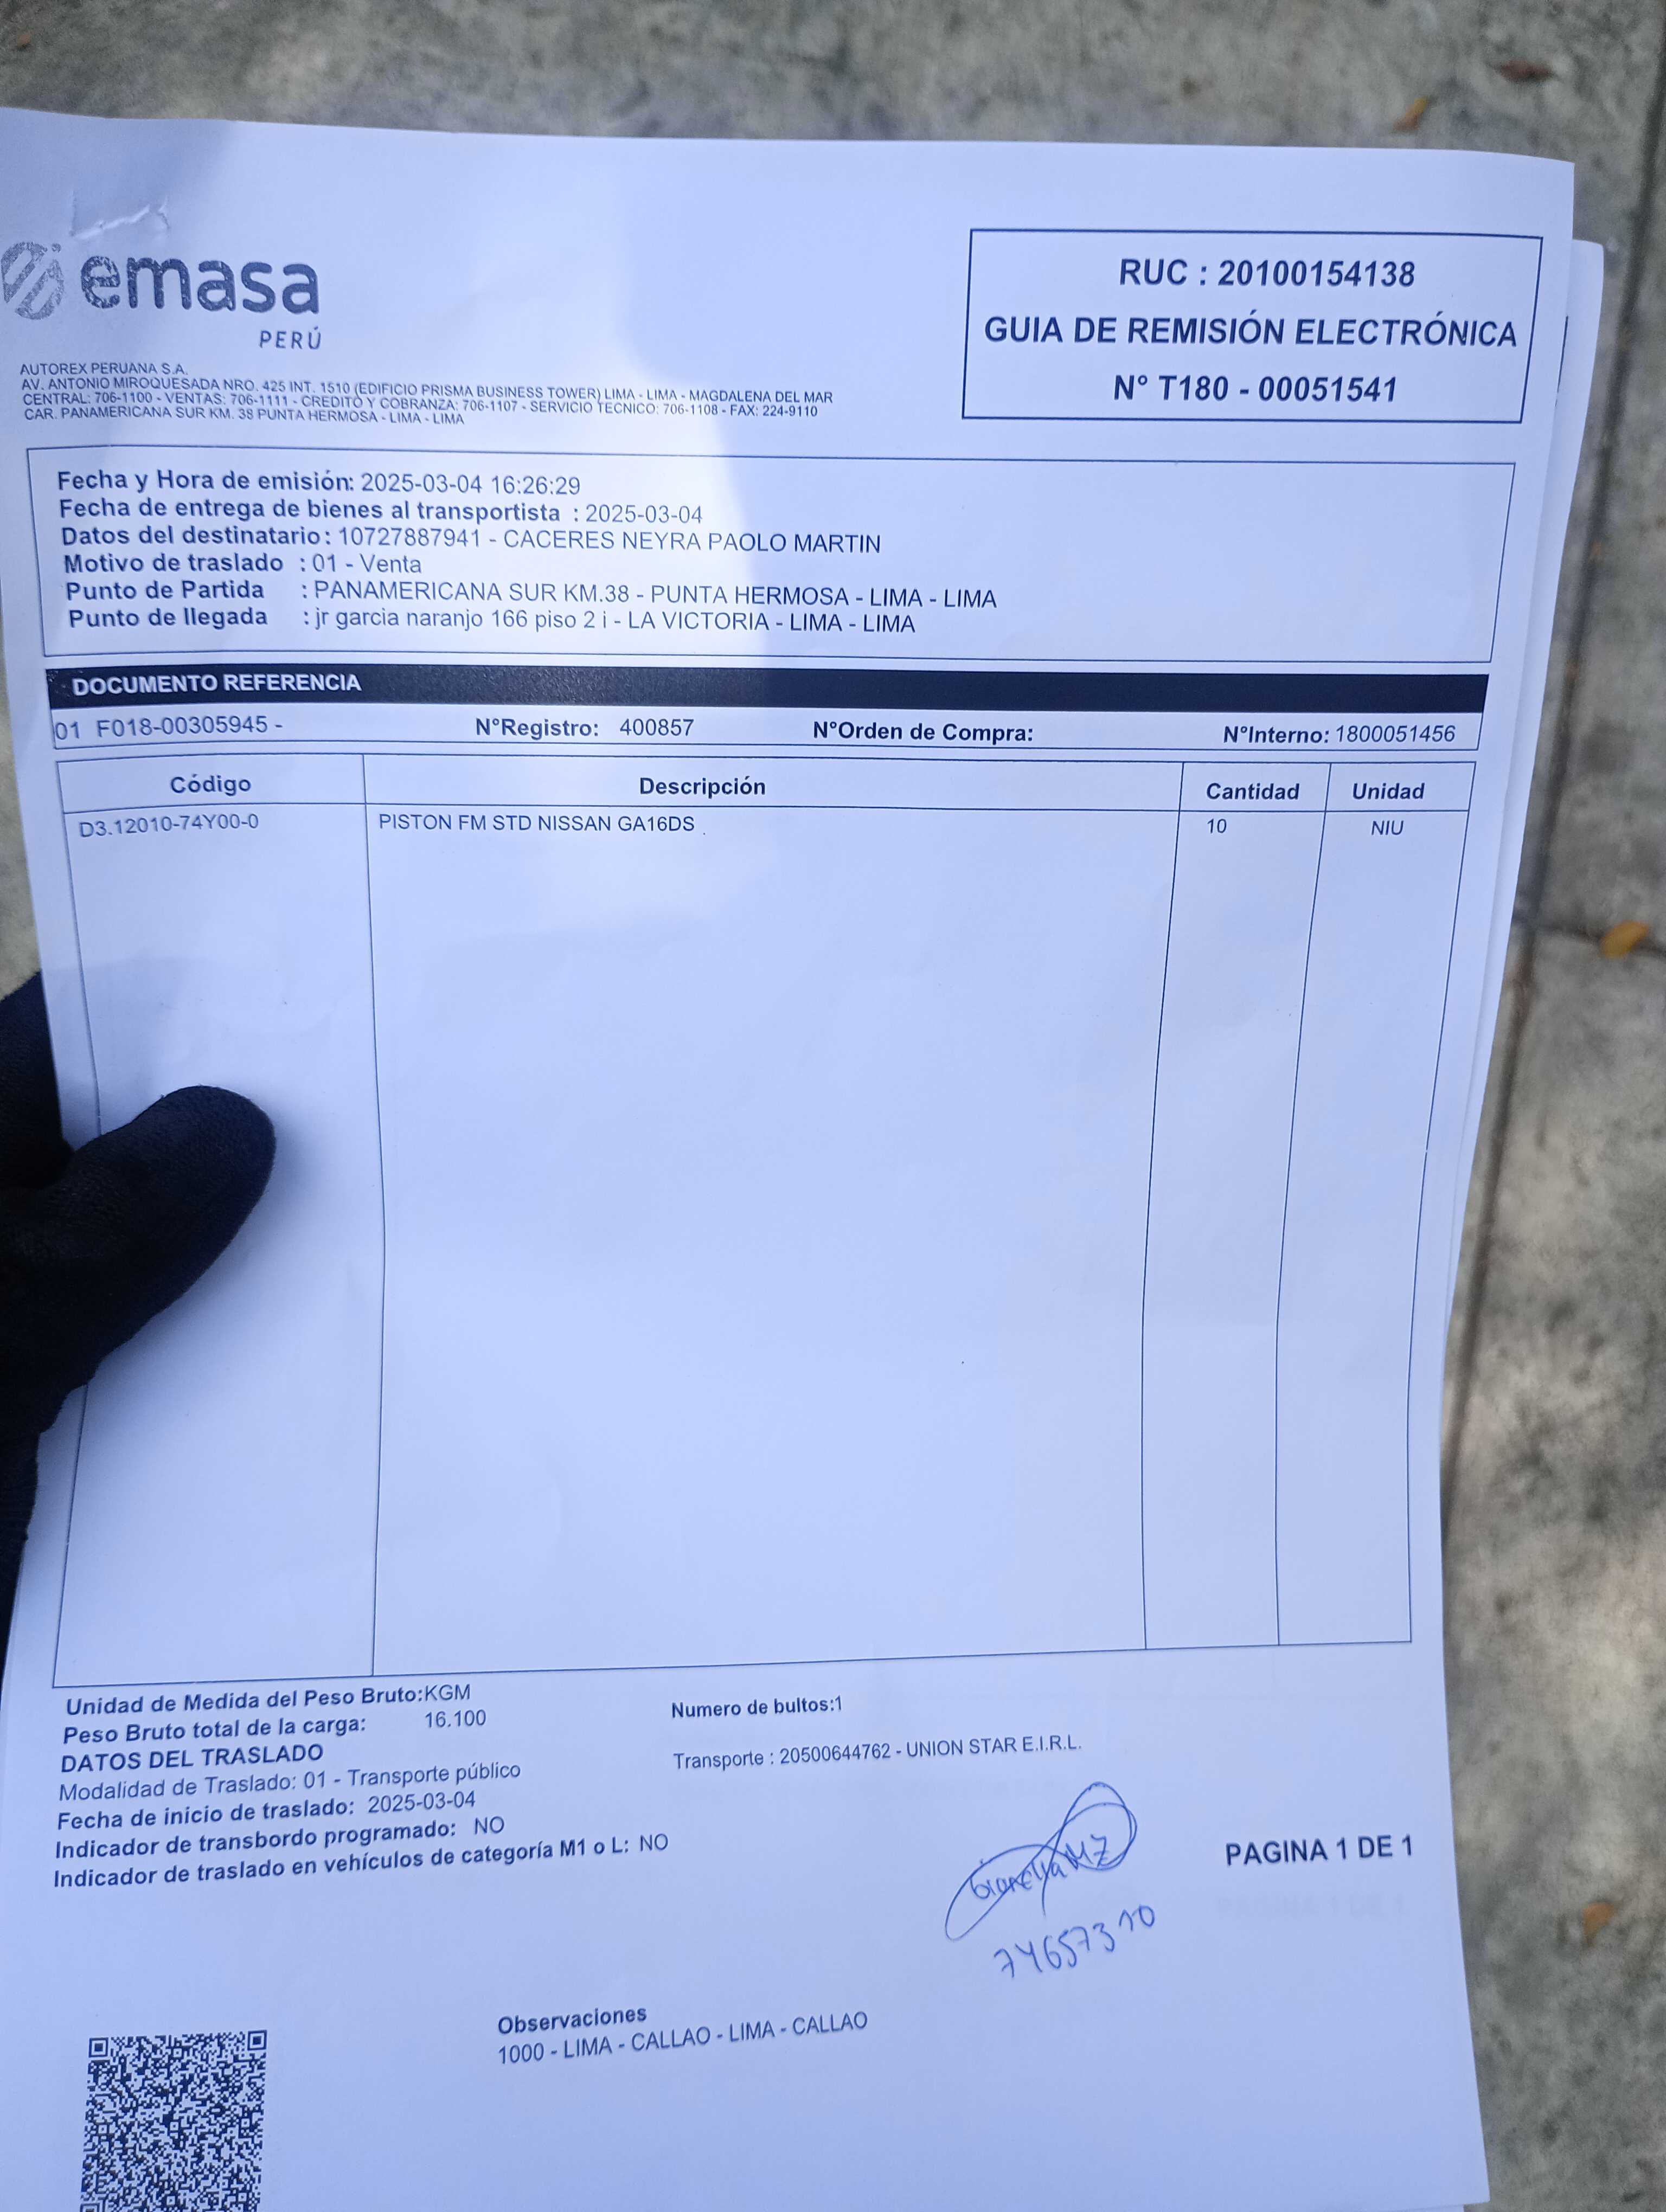 emasa
PERÚ
RUC : 20100154138
GUIA DE REMISIÓN ELECTRÓNICA
N° T180 - 00051541
AUTOREX PERUANA S.A.
AV. ANTONIO MIROQUESADA NRO. 425 INT. 1510 (EDIFICIO PRISMA BUSINESS TOWER) LIMA - LIMA - MAGDALENA DEL MAR
CENTRAL: 706-1100 - VENTAS: 706-1111 - CREDITO Y COBRANZA: 706-1107 - SERVICIO TECNICO: 706-1108 - FAX: 224-9110
CAR. PANAMERICANA SUR KM. 38 PUNTA HERMOSA - LIMA - LIMA
Fecha y Hora de emisión: 2025-03-04 16:26:29
Fecha de entrega de bienes al transportista : 2025-03-04
Datos del destinatario : 10727887941 - CACERES NEYRA PAOLO MARTIN
Motivo de traslado : 01 - Venta
Punto de Partida : PANAMERICANA SUR KM.38 - PUNTA HERMOSA - LIMA - LIMA
Punto de llegada : jr garcia naranjo 166 piso 2 i - LA VICTORIA - LIMA - LIMA
DOCUMENTO REFERENCIA
01 F018-00305945 - N°Registro: 400857 N°Orden de Compra: N°Interno: 1800051456
Código Descripción Cantidad Unidad
D3.12010-74Y00-0 PISTON FM STD NISSAN GA16DS 10 NIU
Unidad de Medida del Peso Bruto:KGM
Peso Bruto total de la carga: 16.100 Numero de bultos:1
DATOS DEL TRASLADO
Modalidad de Traslado: 01 - Transporte público Transporte : 20500644762 - UNION STAR E.I.R.L.
Fecha de inicio de traslado: 2025-03-04
Indicador de transbordo programado: NO
Indicador de traslado en vehículos de categoría M1 o L: NO
PAGINA 1 DE 1
74657310
Observaciones
1000 - LIMA - CALLAO - LIMA - CALLAO